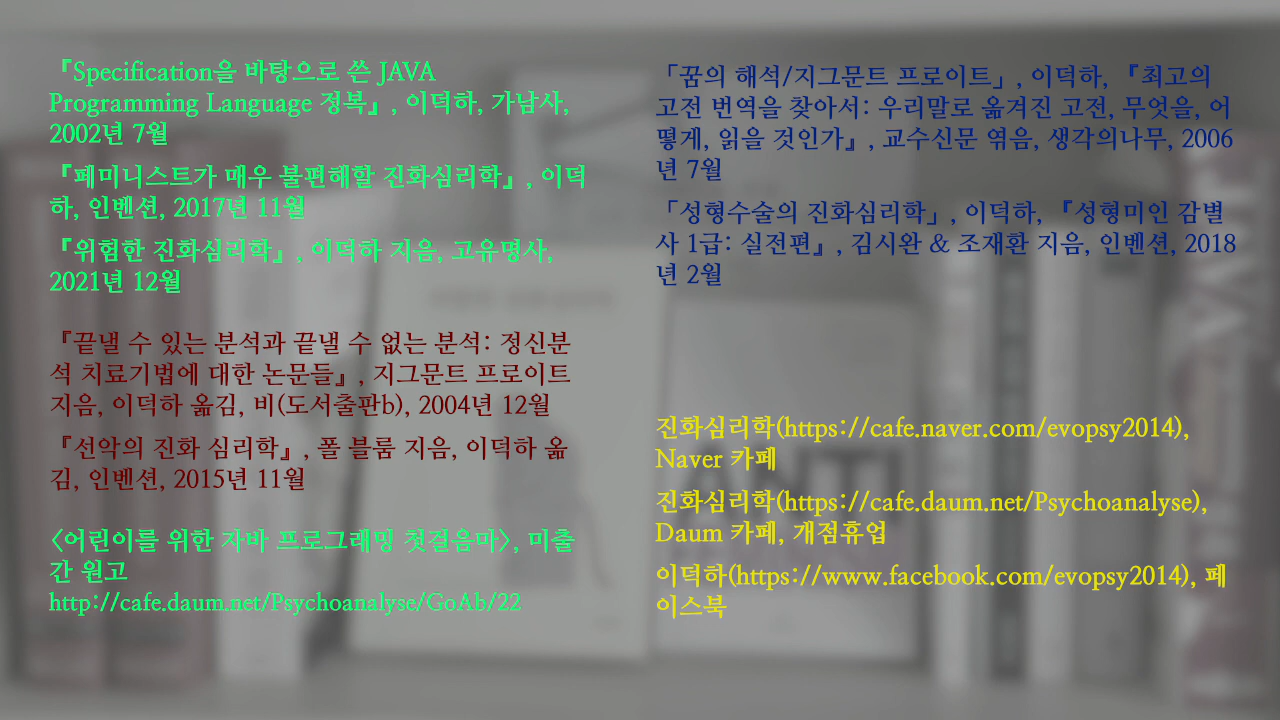 『Specification을 바탕으로 쓴 JAVA
Programming Language 정복』, 이덕하, 가남사,
2002년 7월
『페미니스트가 매우 불편해할 진화심리학』, 이덕
하, 인벤션, 2017년 11월
『위험한 진화심리학』, 이덕하 지음, 고유명사,
2021년 12월
『끝낼 수 있는 분석과 끝낼 수 없는 분석: 정신분
석 치료기법에 대한 논문들』, 지그문트 프로이트
지음, 이덕하 옮김, 비(도서출판b), 2004년 12월
『선악의 진화 심리학』, 폴 블룸 지음, 이덕하 옮
김, 인벤션, 2015년 11월
〈어린이를 위한 자바 프로그래밍 첫걸음마〉, 미출
간 원고
http://cafe.daum.net/Psychoanalyse/GoAb/22
「꿈의 해석/지그문트 프로이트」, 이덕하, 『최고의
고전 번역을 찾아서: 우리말로 옮겨진 고전, 무엇을, 어
떻게, 읽을 것인가』, 교수신문 엮음, 생각의나무, 2006
년 7월
「성형수술의 진화심리학」, 이덕하, 『성형미인 감별
사 1급: 실전편』, 김시완 & 조재환 지음, 인벤션, 2018
년 2월
진화심리학(https://cafe.naver.com/evopsy2014),
Naver 카페
진화심리학(https://cafe.daum.net/Psychoanalyse),
Daum 카페, 개점휴업
이덕하(https://www.facebook.com/evopsy2014), 페
이스북